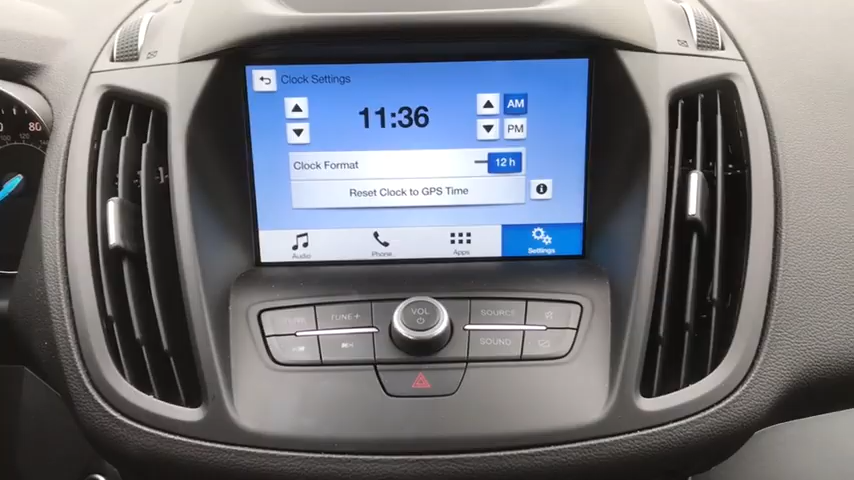 Clock Settings
11:36
AM
PM
Clock Format
12 h
Reset Clock to GPS Time
Audio
Phone
Apps
Settings
80
TUNE +
VOL
SOURCE
SOUND